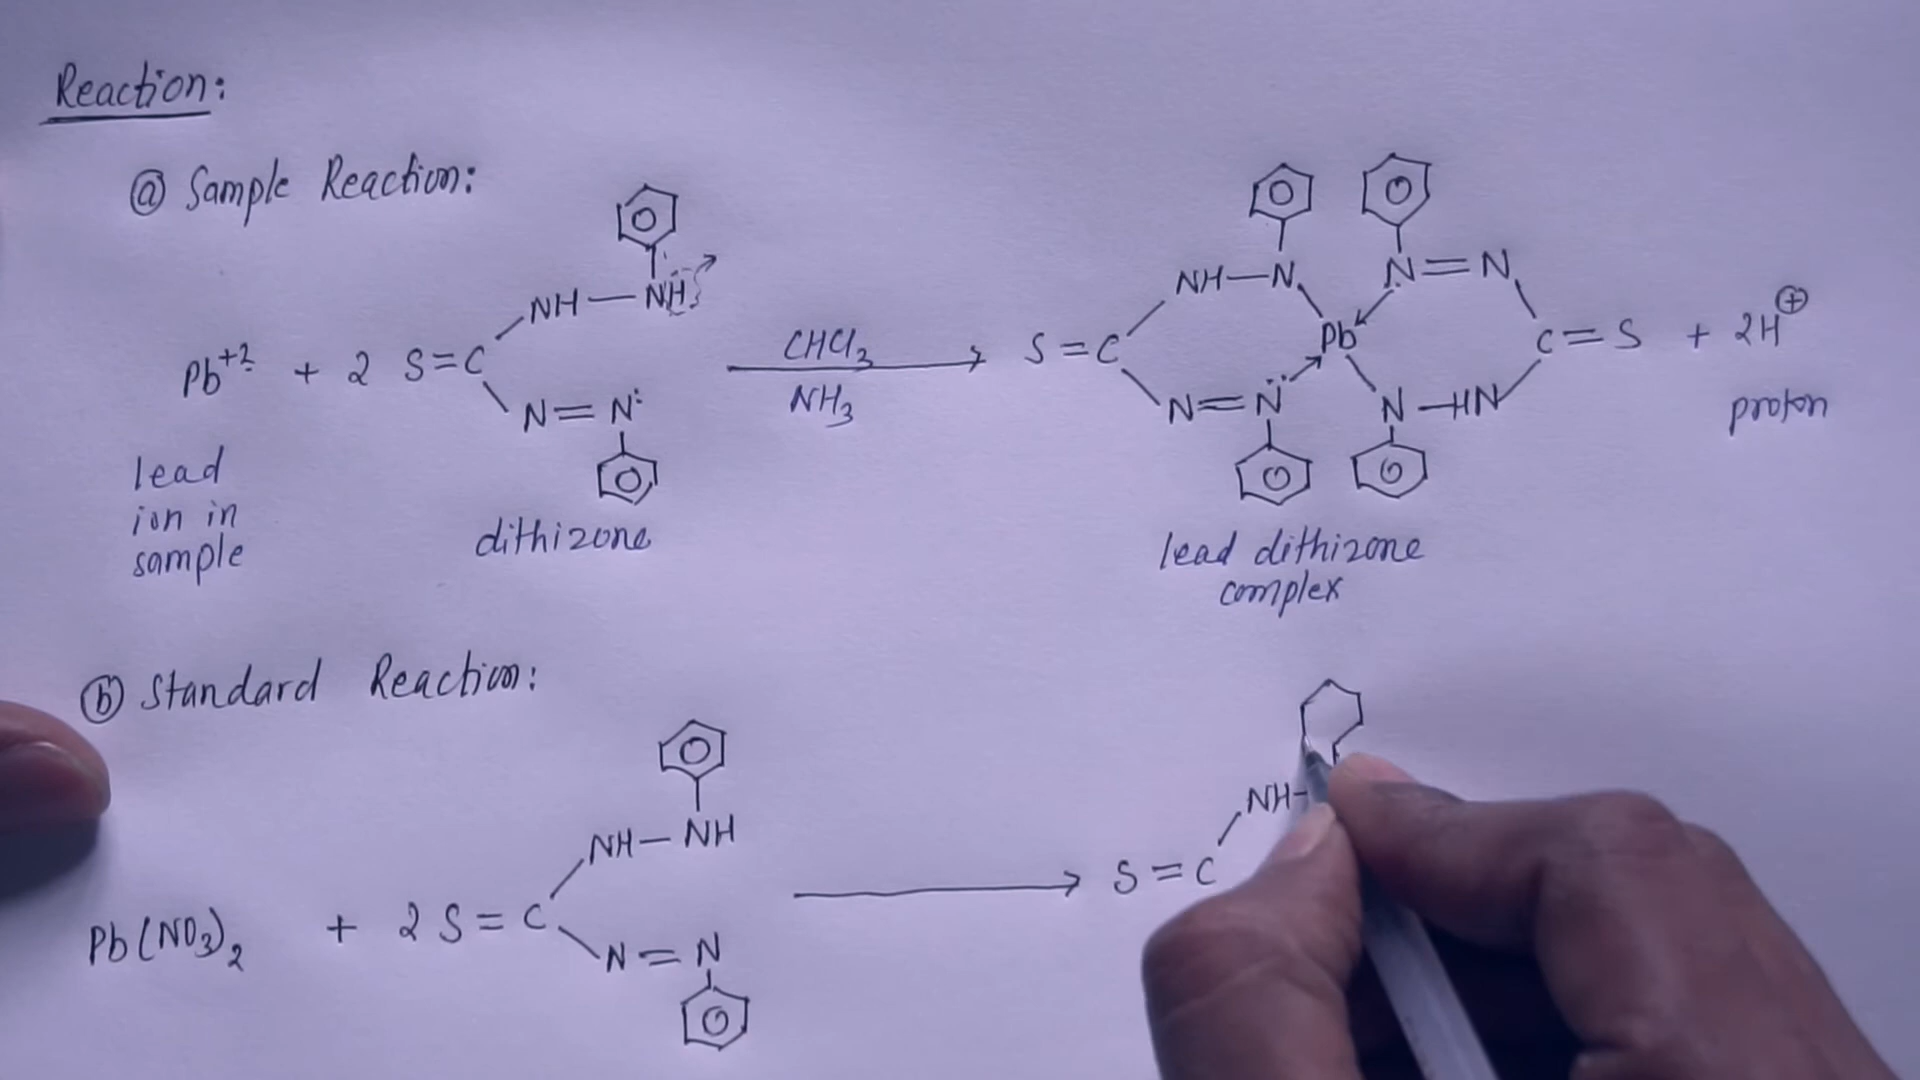 Reaction:
ⓐ Sample Reaction:
NH — NH
Pb+2 + 2 S=C
N=N:
CHCl3
NH3
NH—N N=N
S=C Pb C=S + 2H⊕
N=N N—HN
lead ion in sample
dithizone
lead dithizone complex
proton
ⓑ Standard Reaction:
NH—NH
Pb(NO3)2 + 2 S=C
N=N
NH-
S=C